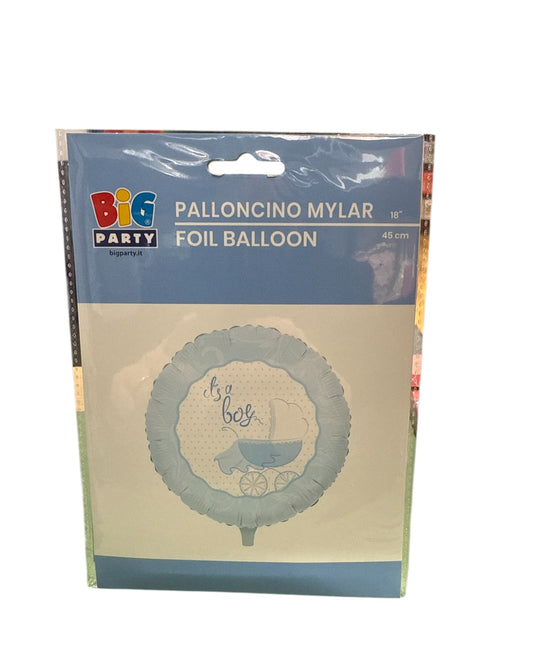 BiG
PARTY
bigparty.it
PALLONCINO MYLAR 18"
FOIL BALLOON 45 cm
it's a
boy